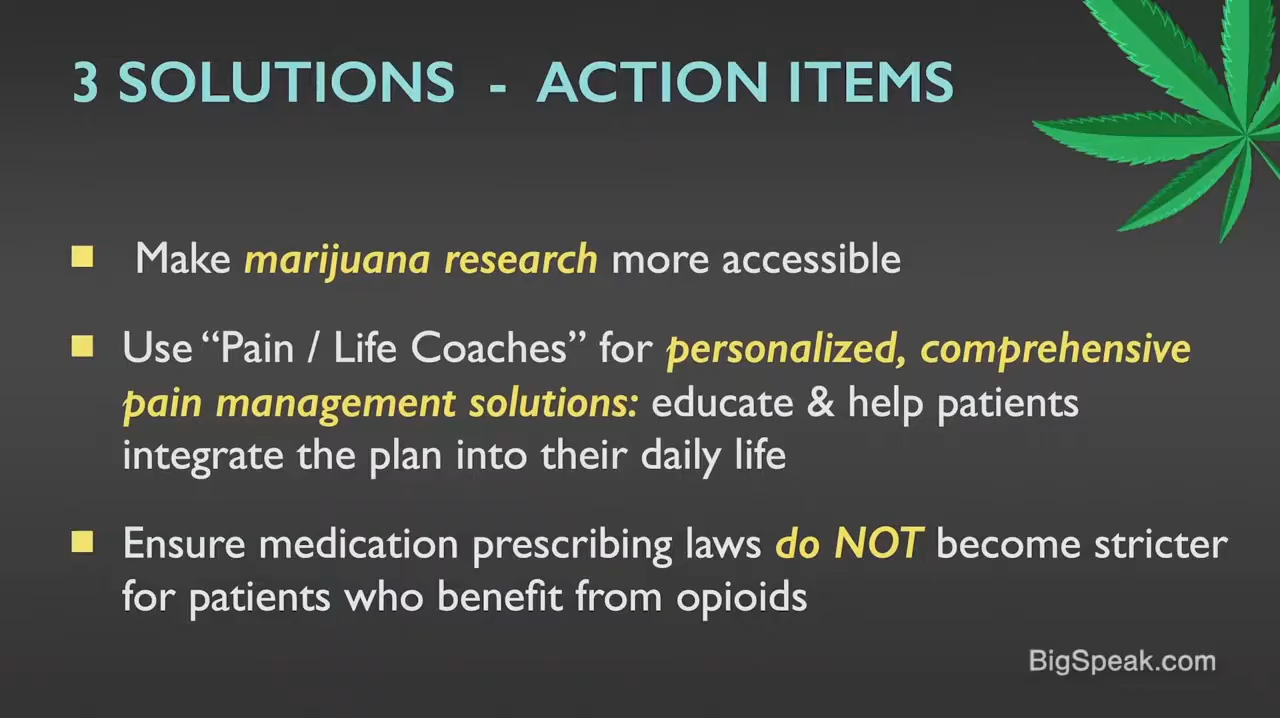 3 SOLUTIONS - ACTION ITEMS
Make marijuana research more accessible
Use “Pain / Life Coaches” for personalized, comprehensive
pain management solutions: educate & help patients
integrate the plan into their daily life
Ensure medication prescribing laws do NOT become stricter
for patients who benefit from opioids
BigSpeak.com